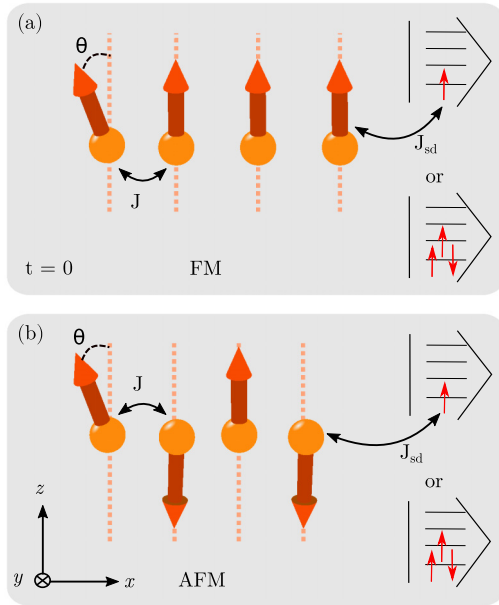 (a)
θ
J
J_sd
or
t = 0
FM
(b)
θ
J
J_sd
or
z
y
x
AFM